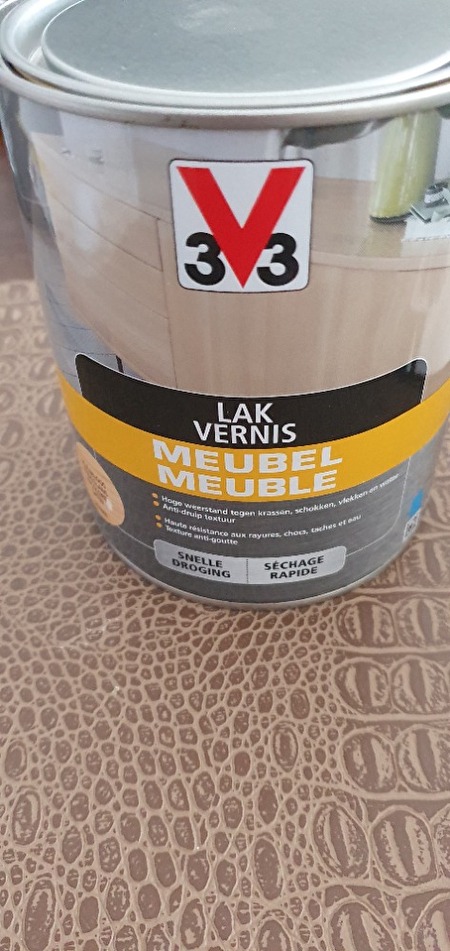 V
33
LAK
VERNIS
MEUBEL
MEUBLE
Hoge weerstand tegen krassen, schokken, vlekken en water
Anti-druip textuur
Haute résistance aux rayures, chocs, taches et eau
Texture anti-goutte
SNELLE
DROGING
SÉCHAGE
RAPIDE